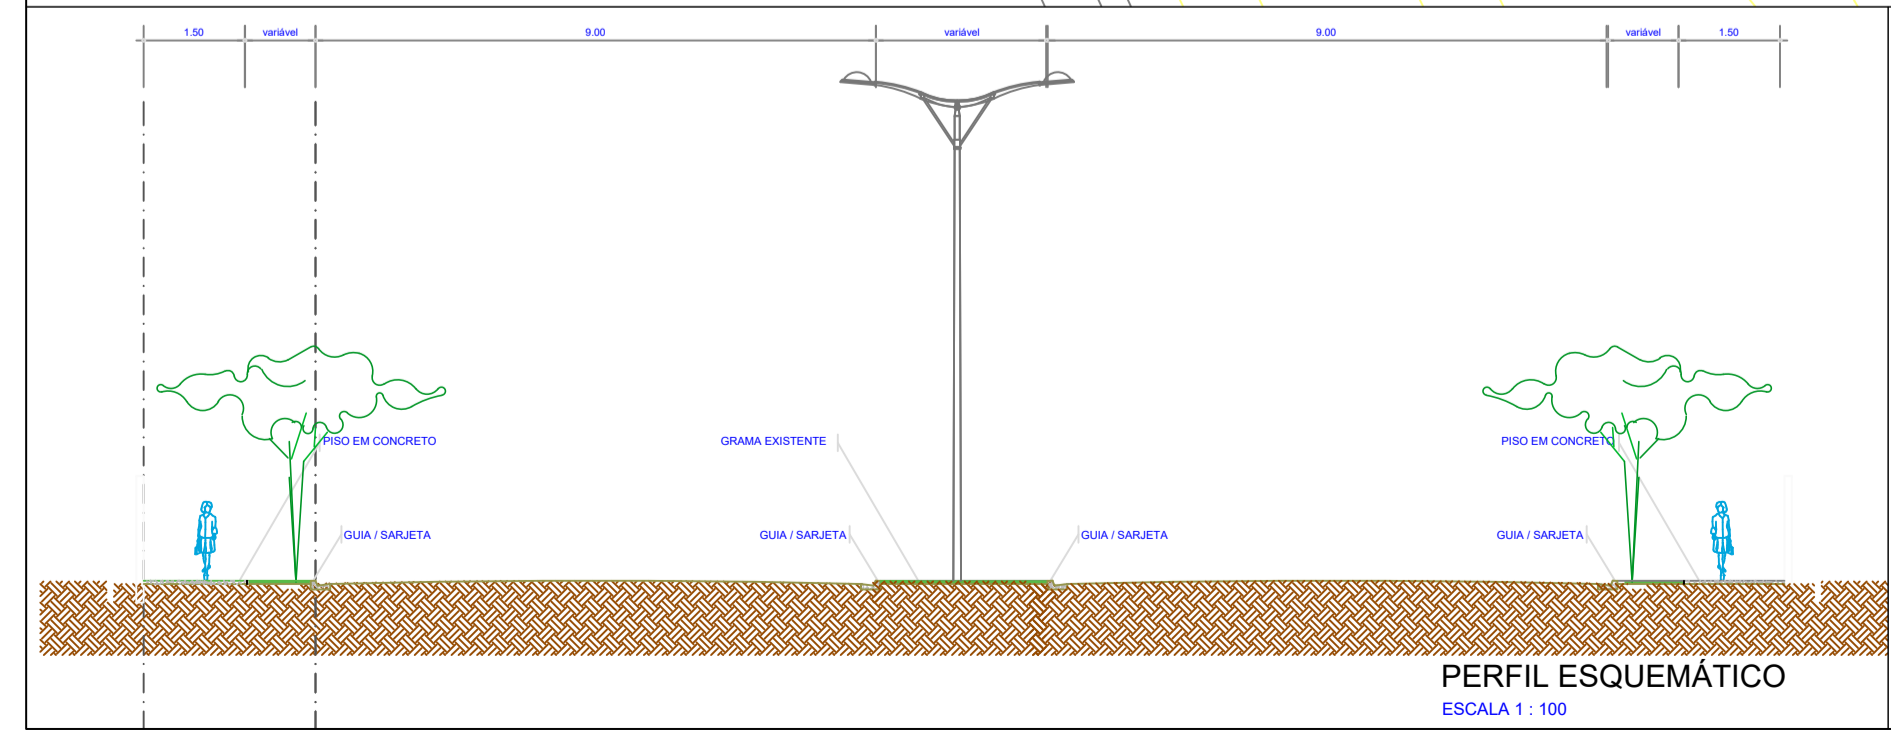 1.50 variável 9.00 variável 9.00 variável 1.50
PISO EM CONCRETO GRAMA EXISTENTE PISO EM CONCRETO
GUIA / SARJETA GUIA / SARJETA GUIA / SARJETA GUIA / SARJETA
PERFIL ESQUEMÁTICO
ESCALA 1 : 100